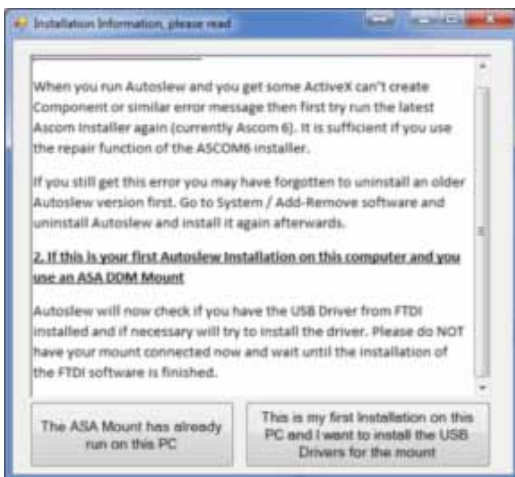 Installation Information, please read
When you run Autoslew and you get some ActiveX can't create
Component or similar error message then first try run the latest
Ascom Installer again (currently Ascom 6). It is sufficient if you use
the repair function of the ASCOM6 installer.
If you still get this error you may have forgotten to uninstall an older
Autoslew version first. Go to System / Add-Remove software and
uninstall Autoslew and install it again afterwards.
2. If this is your first Autoslew Installation on this computer and you
use an ASA DDM Mount
Autoslew will now check if you have the USB Driver from FTDI
installed and if necessary will try to install the driver. Please do NOT
have your mount connected now and wait until the installation of
the FTDI software is finished.
The ASA Mount has already
run on this PC
This is my first Installation on this
PC and I want to install the USB
Drivers for the mount